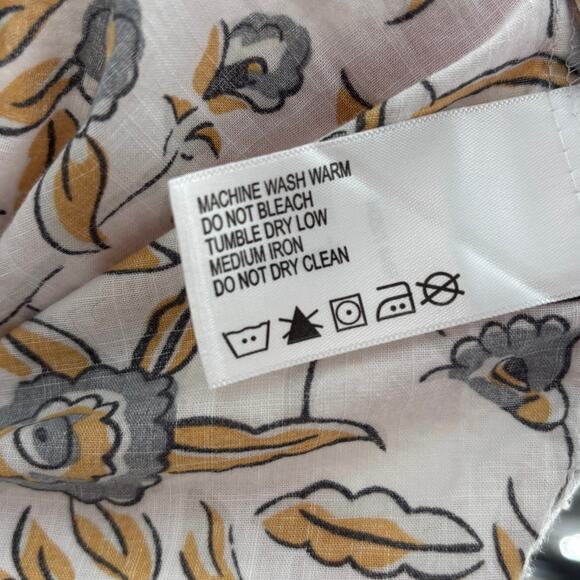 MACHINE WASH WARM
DO NOT BLEACH
TUMBLE DRY LOW
MEDIUM IRON
DO NOT DRY CLEAN